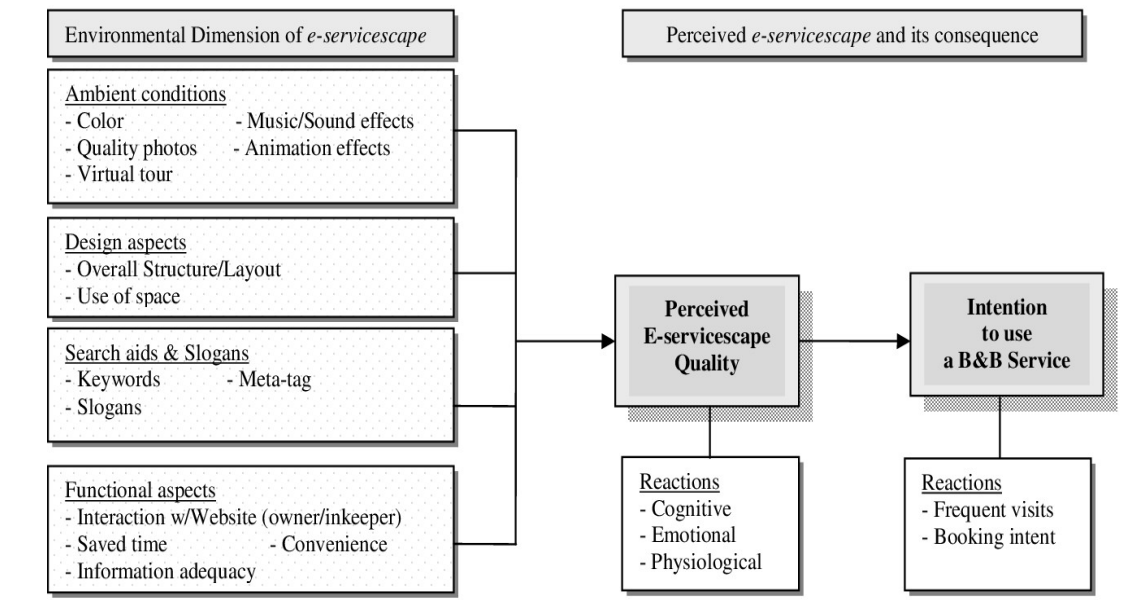 Environmental Dimension of e-servicescape
Perceived e-servicescape and its consequence
Ambient conditions
- Color - Music/Sound effects
- Quality photos - Animation effects
- Virtual tour
Design aspects
- Overall Structure/Layout
- Use of space
Search aids & Slogans
- Keywords - Meta-tag
- Slogans
Functional aspects
- Interaction w/Website (owner/inkeeper)
- Saved time - Convenience
- Information adequacy
Perceived
E-servicescape
Quality
Reactions
- Cognitive
- Emotional
- Physiological
Intention
to use
a B&B Service
Reactions
- Frequent visits
- Booking intent